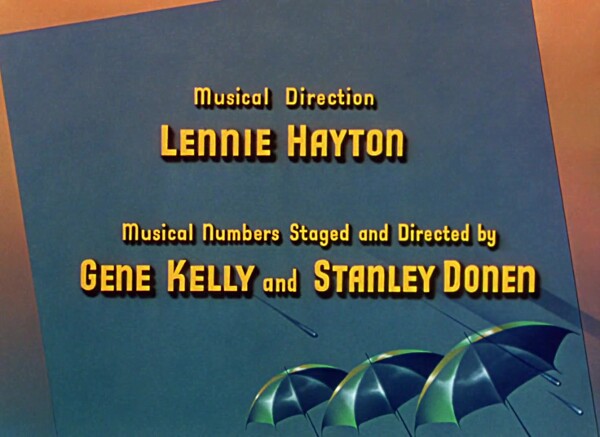 Musical Direction
LENNIE HAYTON
Musical Numbers Staged and Directed by
GENE KELLY and STANLEY DONEN